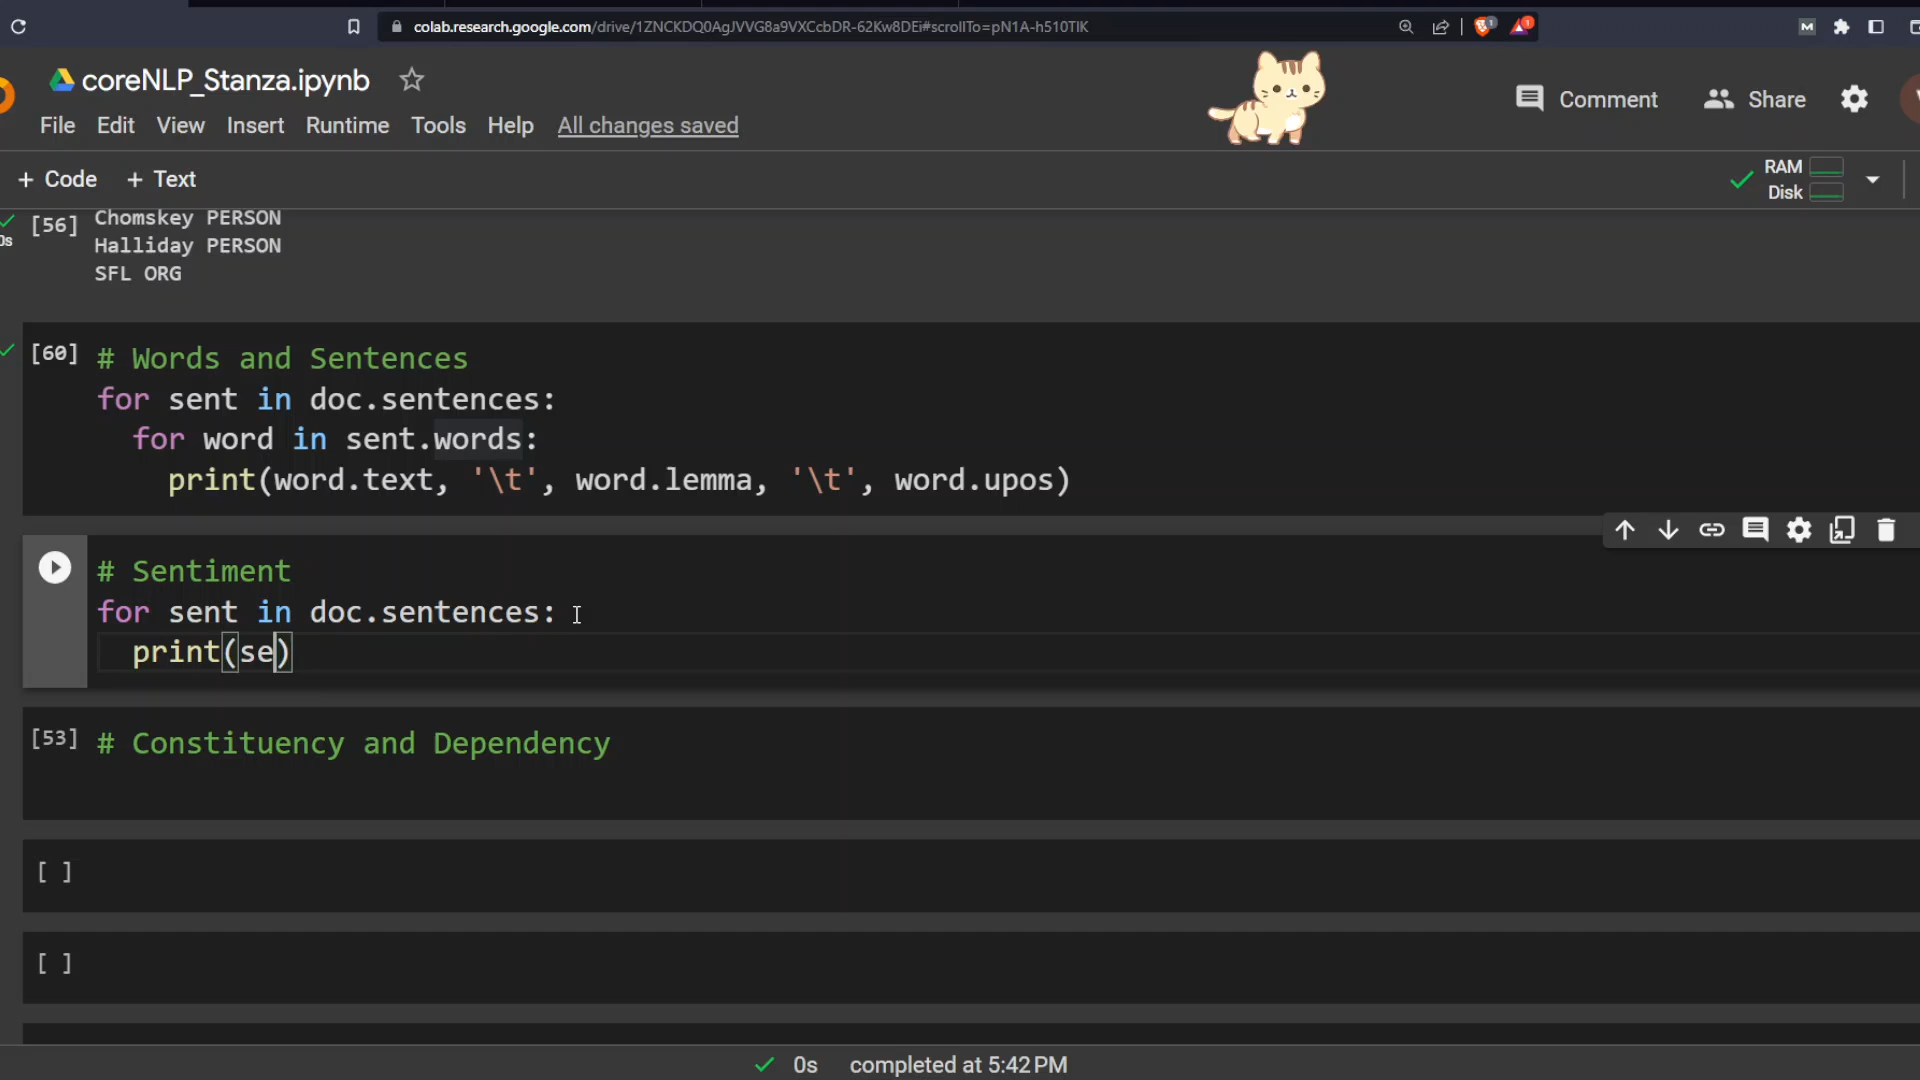 colab.research.google.com/drive/1ZNCKDQ0AgJVVG8a9VXCcbDR-62Kw8DEi#scrollTo=pN1A-h510TlK
M
coreNLP_Stanza.ipynb
Comment
Share
File Edit View Insert Runtime Tools Help All changes saved
+ Code + Text
RAM
Disk
[56] Chomskey PERSON
0s
Halliday PERSON
SFL ORG
[60] # Words and Sentences
for sent in doc.sentences:
for word in sent.words:
print(word.text, '\t', word.lemma, '\t', word.upos)
# Sentiment
for sent in doc.sentences:
print(se)
[53] # Constituency and Dependency
[ ]
[ ]
0s completed at 5:42 PM